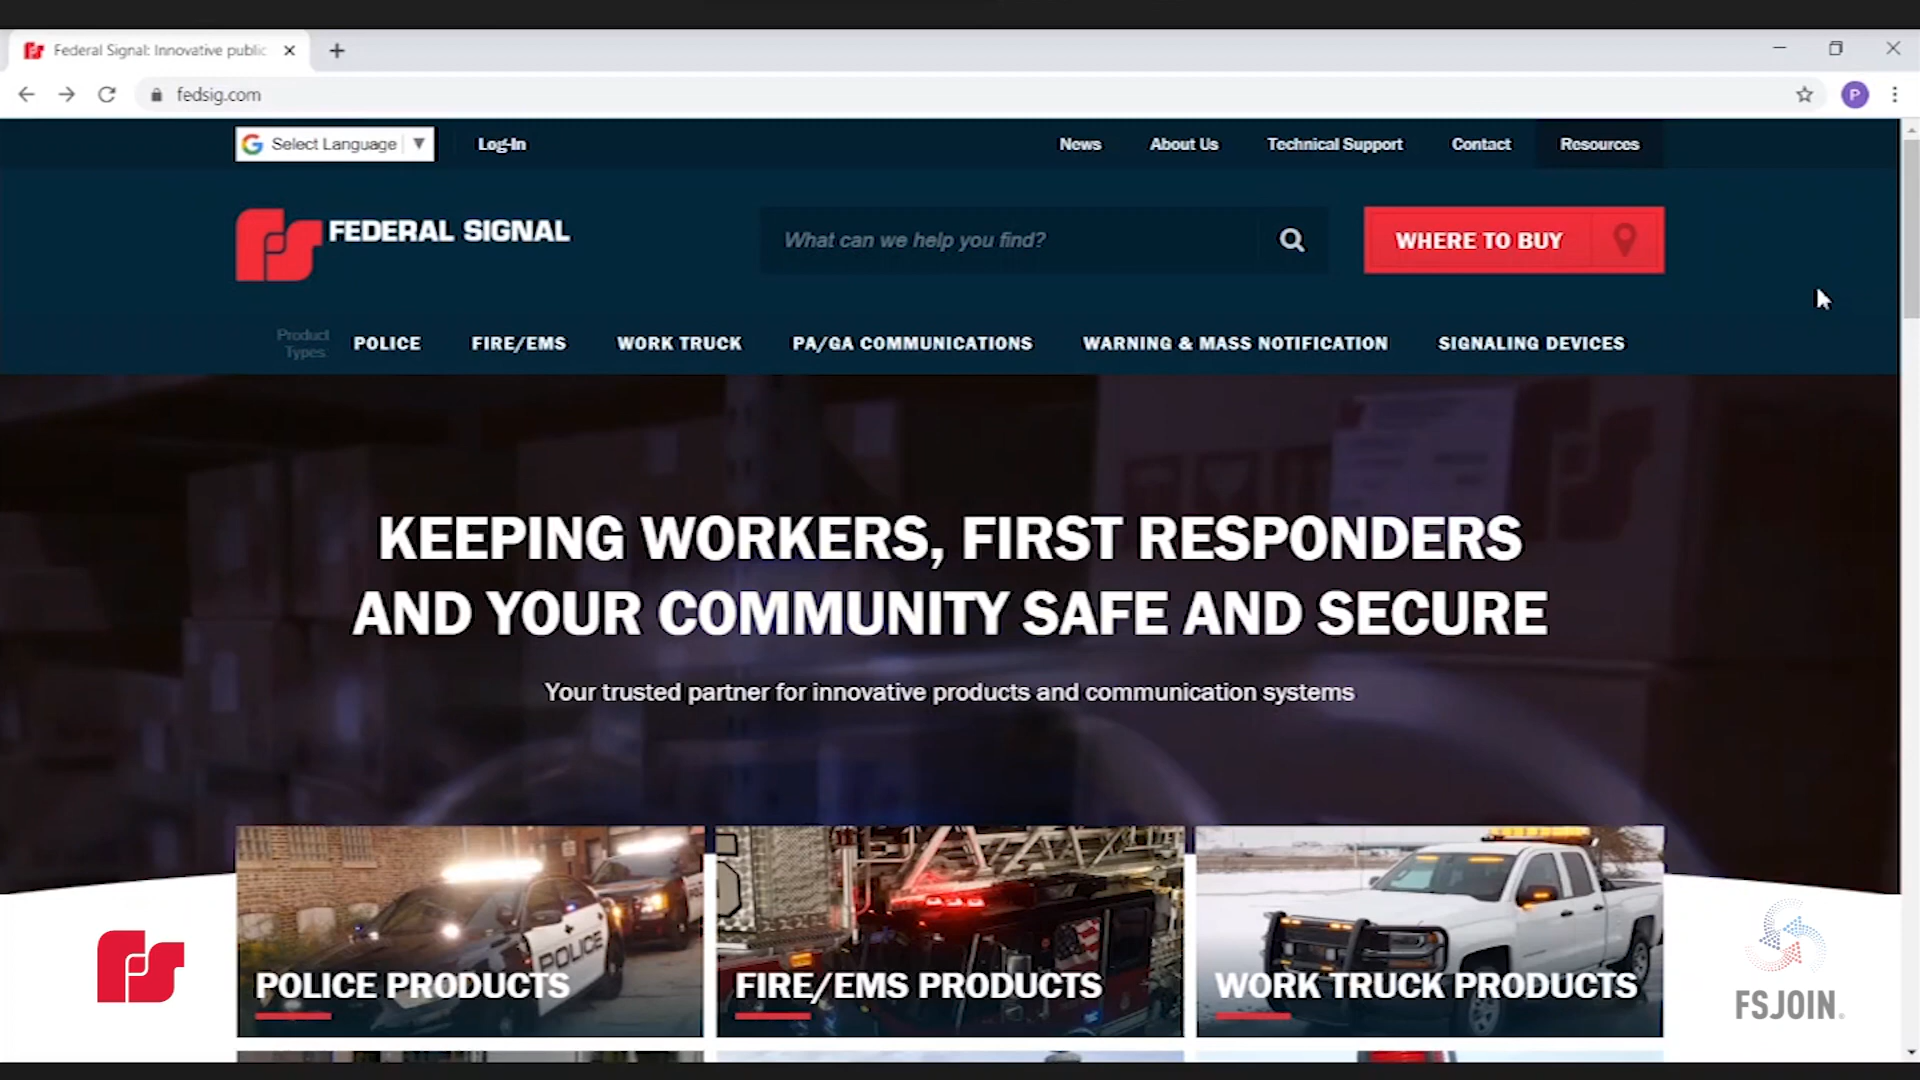 Federal Signal: Innovative public
fedsig.com
P
Select Language
Log-In
News
About Us
Technical Support
Contact
Resources
FEDERAL SIGNAL
What can we help you find?
WHERE TO BUY
Product
Types
POLICE
FIRE/EMS
WORK TRUCK
PA/GA COMMUNICATIONS
WARNING & MASS NOTIFICATION
SIGNALING DEVICES
KEEPING WORKERS, FIRST RESPONDERS
AND YOUR COMMUNITY SAFE AND SECURE
Your trusted partner for innovative products and communication systems
POLICE
POLICE PRODUCTS
FIRE/EMS PRODUCTS
WORK TRUCK PRODUCTS
FSJOIN.